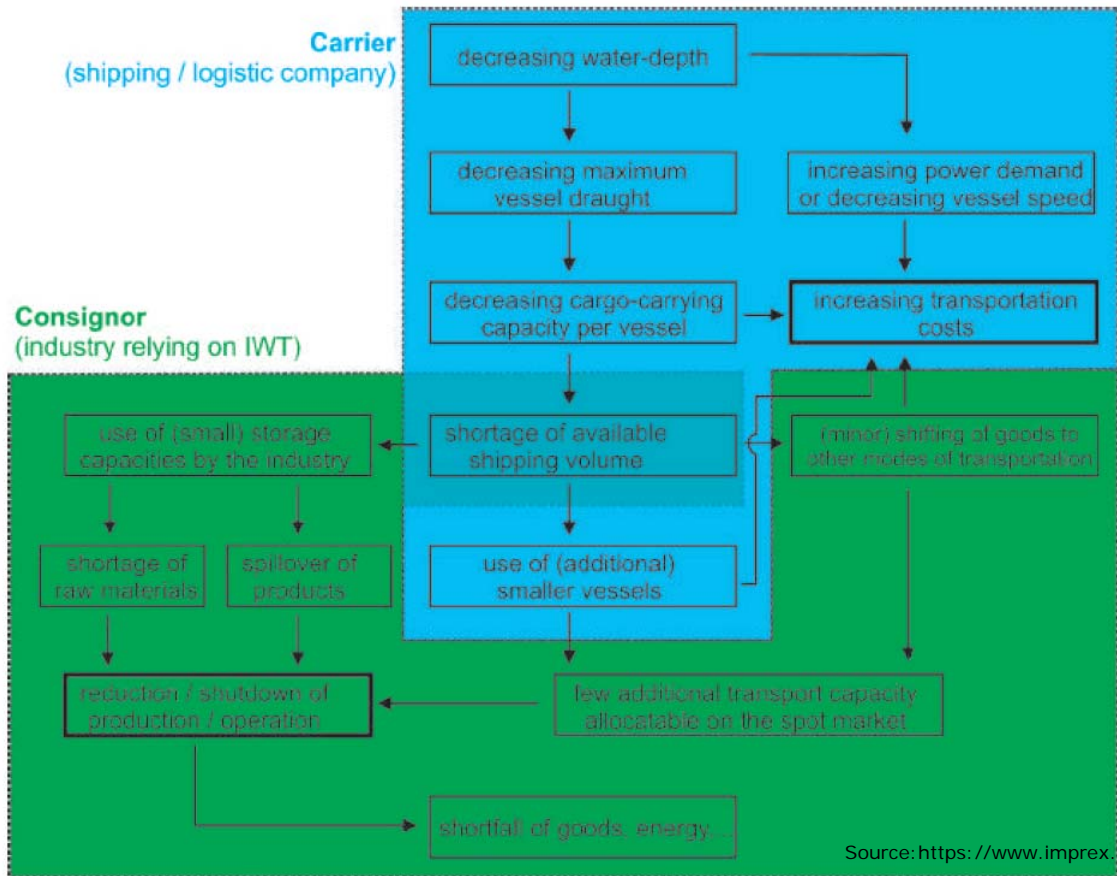 Carrier
(shipping / logistic company)
decreasing water-depth
decreasing maximum
vessel draught
increasing power demand
or decreasing vessel speed
decreasing cargo-carrying
capacity per vessel
increasing transportation
costs
Consignor
(industry relying on IWT)
use of (small) storage
capacities by the industry
shortage of available
shipping volume
(minor) shifting of goods to
other modes of transportation
shortage of
raw materials
spillover of
products
use of (additional)
smaller vessels
reduction / shutdown of
production / operation
few additional transport capacity
allocatable on the spot market
shortfall of goods, energy...
Source:https://www.imprex.